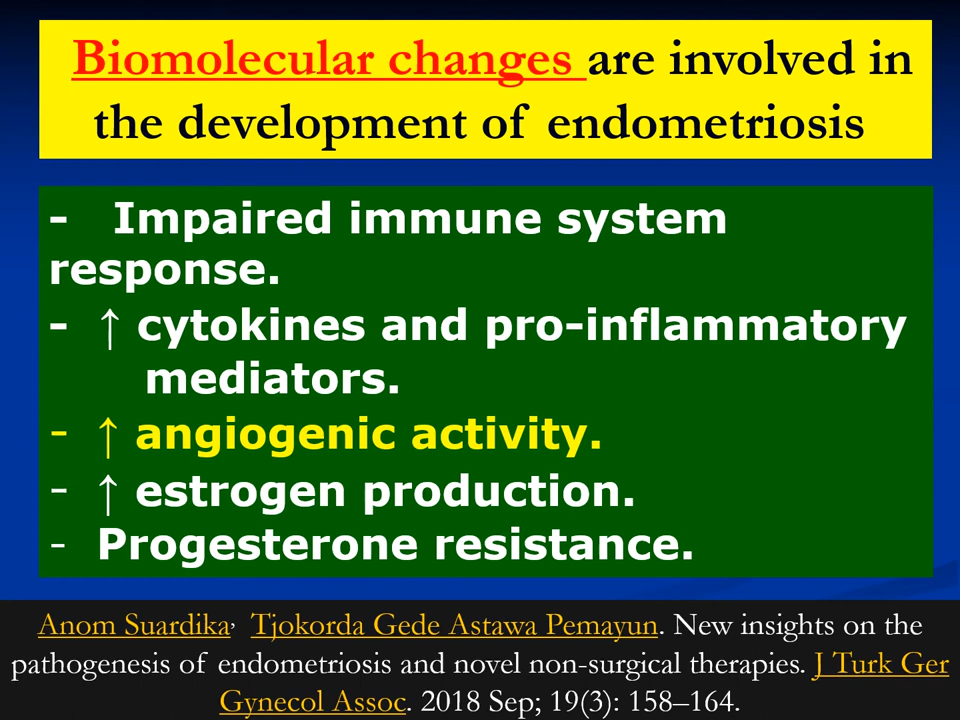 Biomolecular changes are involved in
the development of endometriosis
- Impaired immune system
response.
- ↑ cytokines and pro-inflammatory
mediators.
- ↑ angiogenic activity.
- ↑ estrogen production.
- Progesterone resistance.
Anom Suardika, Tjokorda Gede Astawa Pemayun. New insights on the
pathogenesis of endometriosis and novel non-surgical therapies. J Turk Ger
Gynecol Assoc. 2018 Sep; 19(3): 158–164.